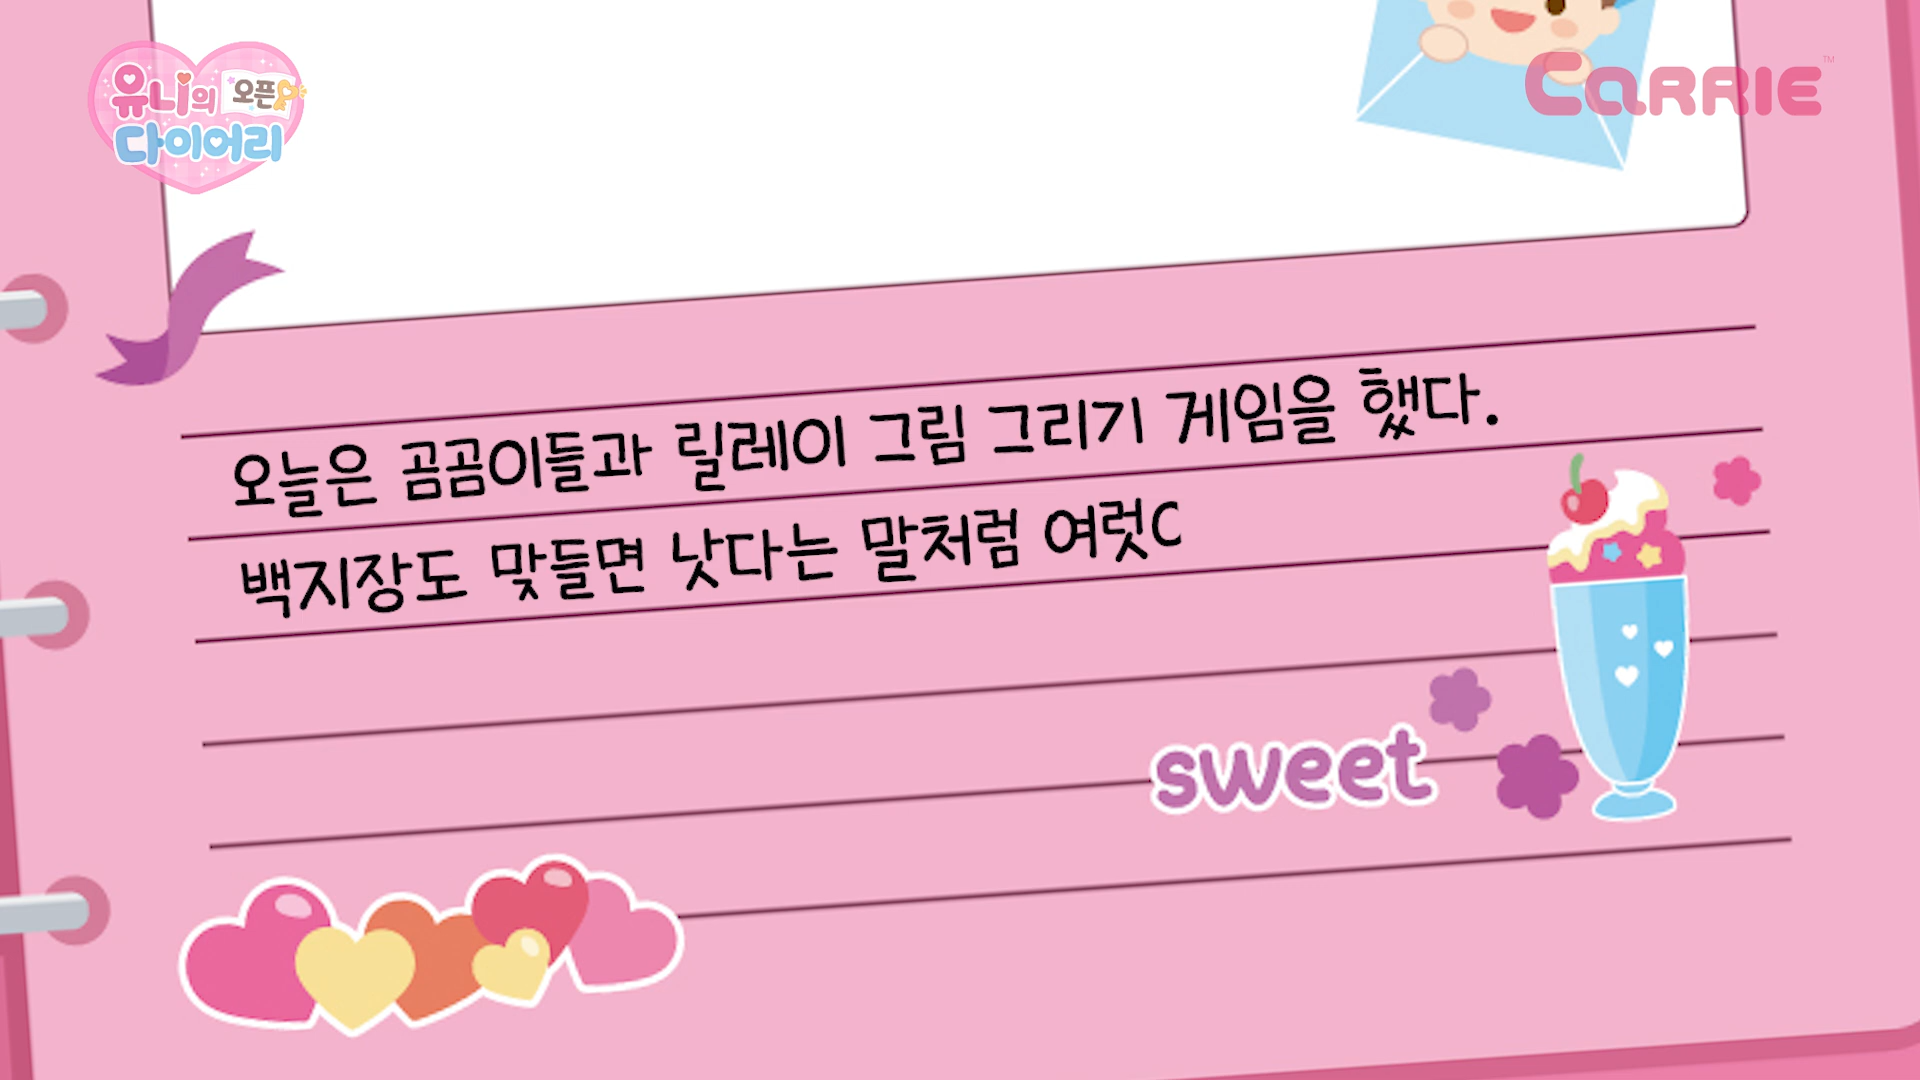 유니의 오픈
다이어리
CaRRIE™
오늘은 곰곰이들과 릴레이 그림 그리기 게임을 했다.
백지장도 맞들면 낫다는 말처럼 여럿ㄷ
sweet